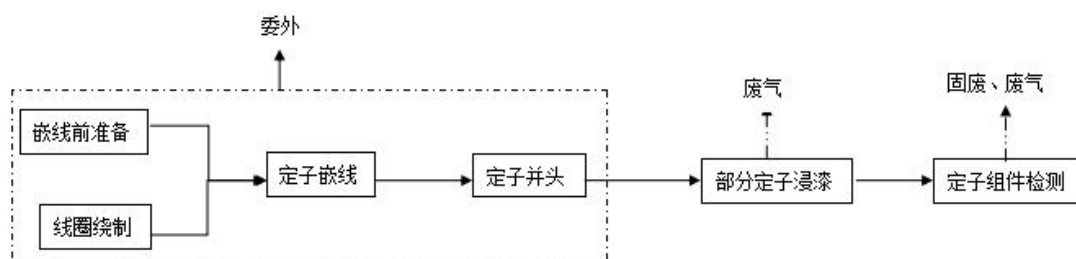 委外
废气
固废、废气
嵌线前准备
定子嵌线
定子并头
部分定子浸漆
定子组件检测
线圈绕制